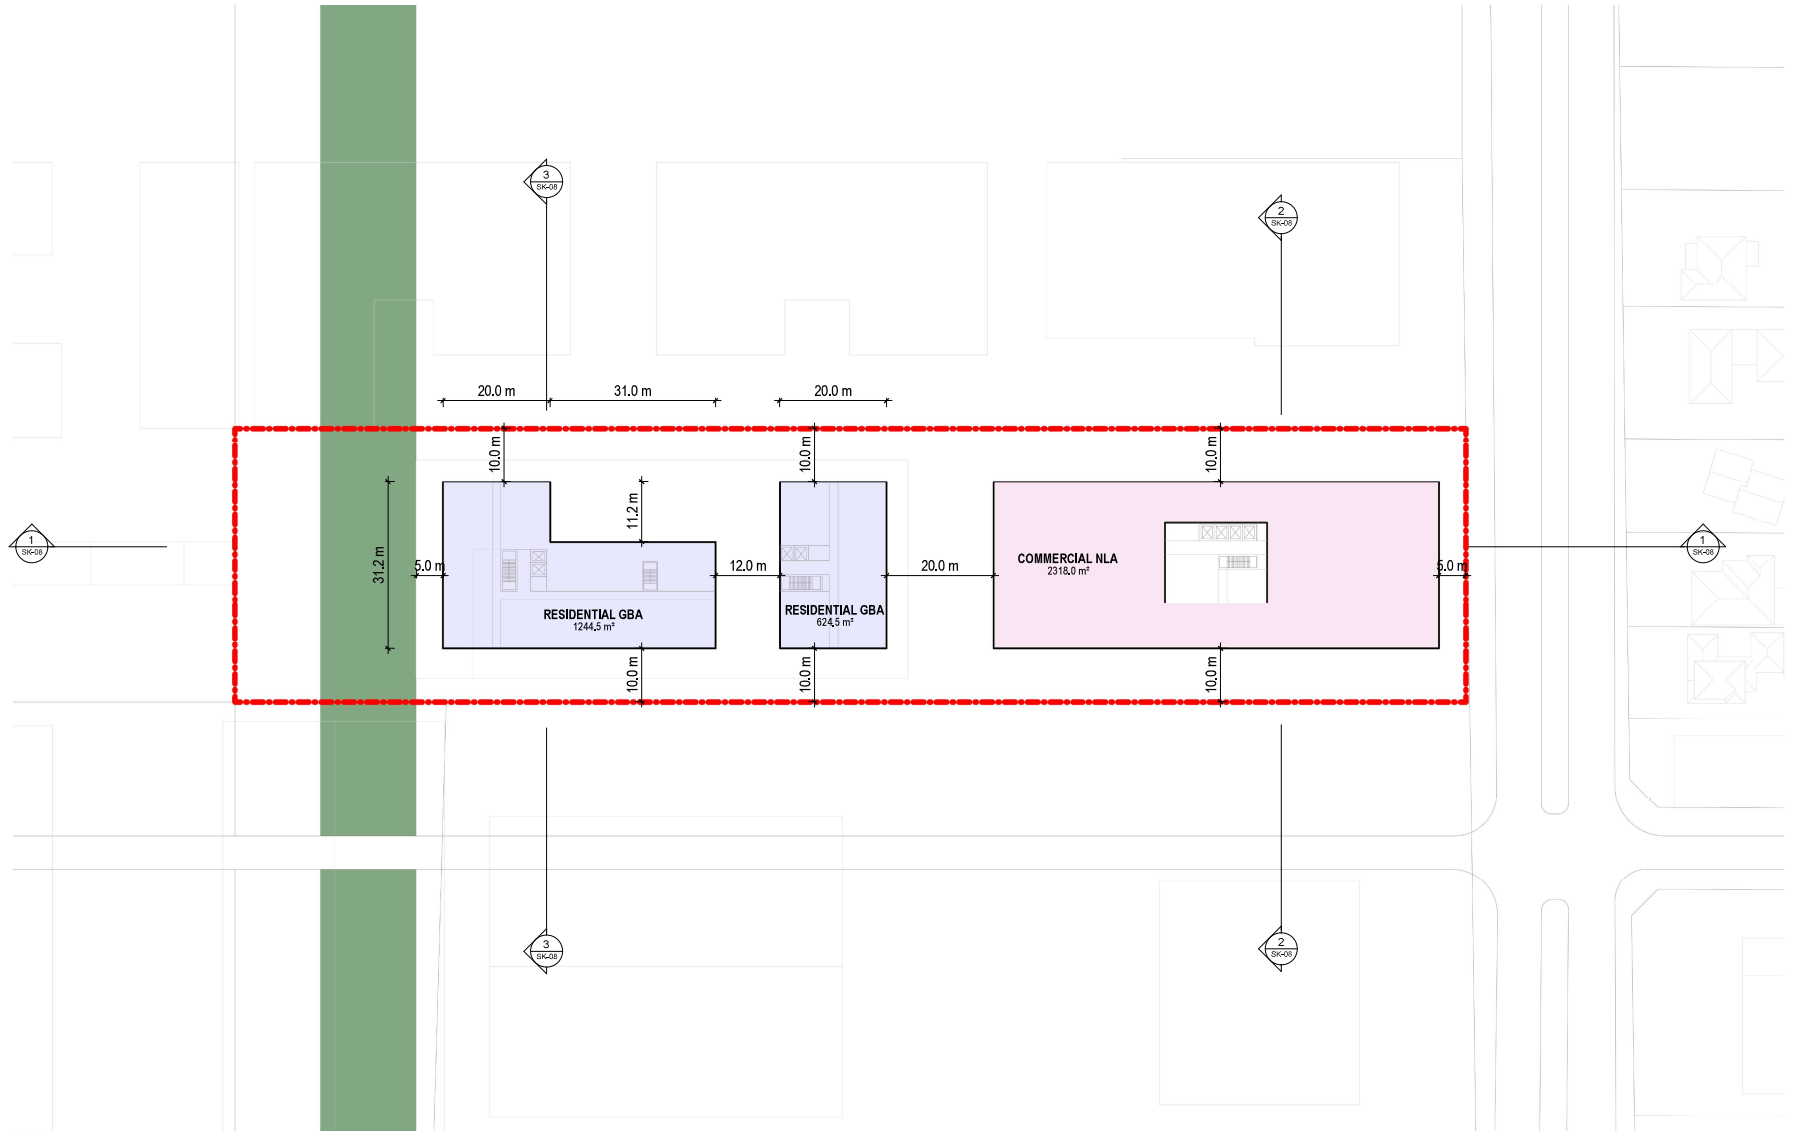 3
SK-08
2
SK-08
20.0 m
31.0 m
20.0 m
10.0 m
10.0 m
10.0 m
11.2 m
31.2 m
1
SK-08
1
SK-08
5.0 m
12.0 m
20.0 m
5.0 m
COMMERCIAL NLA
2318.0 m²
RESIDENTIAL GBA
1244.5 m²
RESIDENTIAL GBA
624.5 m²
10.0 m
10.0 m
10.0 m
3
SK-08
2
SK-08